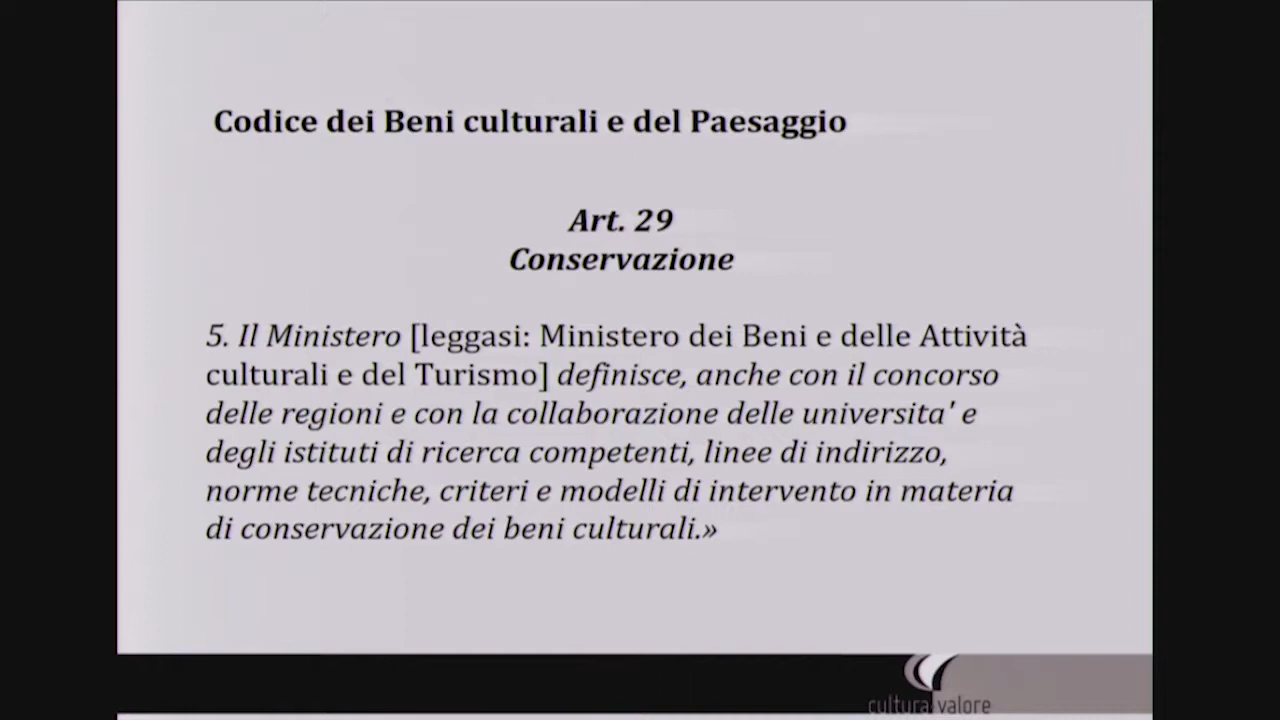 Codice dei Beni culturali e del Paesaggio
Art. 29
Conservazione
5. Il Ministero [leggasi: Ministero dei Beni e delle Attività
culturali e del Turismo] definisce, anche con il concorso
delle regioni e con la collaborazione delle universita' e
degli istituti di ricerca competenti, linee di indirizzo,
norme tecniche, criteri e modelli di intervento in materia
di conservazione dei beni culturali.»
cultura valore